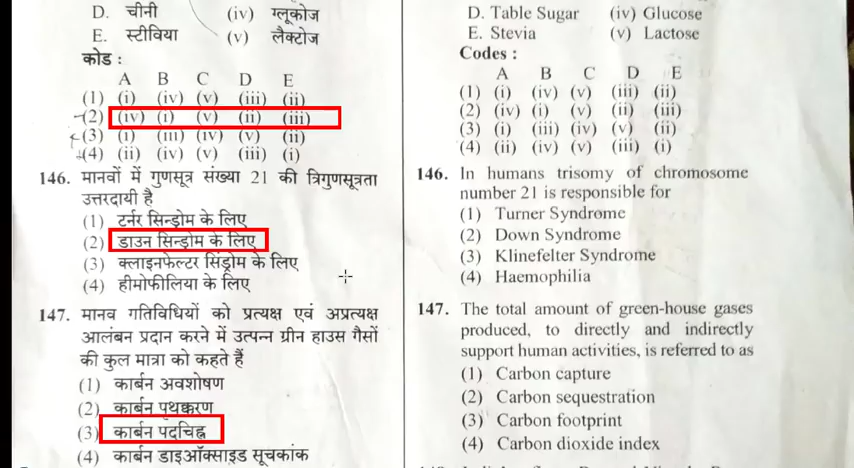 D. चीनी (iv) ग्लूकोज
E. स्टीविया (v) लैक्टोज
कोड :
A B C D E
(1) (i) (iv) (v) (iii) (ii)
(2) (iv) (i) (v) (ii) (iii)
(3) (i) (iii) (iv) (v) (ii)
(4) (ii) (iv) (v) (iii) (i)
146. मानवों में गुणसूत्र संख्या 21 की त्रिगुणसूत्रता
उत्तरदायी है
(1) टर्नर सिन्ड्रोम के लिए
(2) डाउन सिन्ड्रोम के लिए
(3) क्लाइनफेल्टर सिंड्रोम के लिए
(4) हीमोफीलिया के लिए
147. मानव गतिविधियों को प्रत्यक्ष एवं अप्रत्यक्ष
आलंबन प्रदान करने में उत्पन्न ग्रीन हाउस गैसों
की कुल मात्रा को कहते हैं
(1) कार्बन अवशोषण
(2) कार्बन पृथक्करण
(3) कार्बन पदचिह्न
(4) कार्बन डाइऑक्साइड सूचकांक
D. Table Sugar (iv) Glucose
E. Stevia (v) Lactose
Codes :
A B C D E
(1) (i) (iv) (v) (iii) (ii)
(2) (iv) (i) (v) (ii) (iii)
(3) (i) (iii) (iv) (v) (ii)
(4) (ii) (iv) (v) (iii) (i)
146. In humans trisomy of chromosome
number 21 is responsible for
(1) Turner Syndrome
(2) Down Syndrome
(3) Klinefelter Syndrome
(4) Haemophilia
147. The total amount of green-house gases
produced, to directly and indirectly
support human activities, is referred to as
(1) Carbon capture
(2) Carbon sequestration
(3) Carbon footprint
(4) Carbon dioxide index